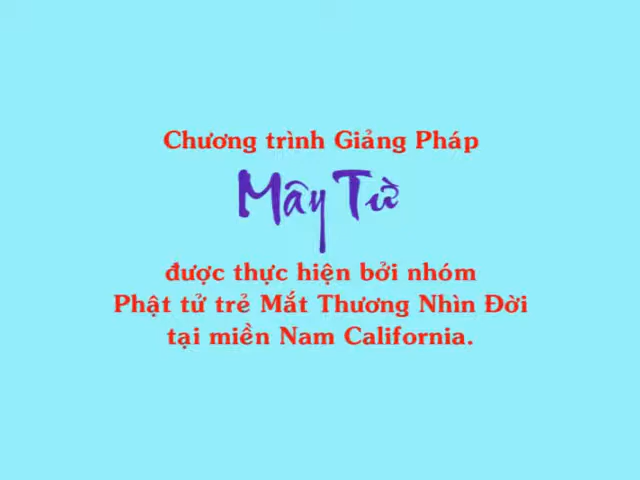 Chương trình Giảng Pháp
Mây Từ
được thực hiện bởi nhóm
Phật tử trẻ Mắt Thương Nhìn Đời
tại miền Nam California.